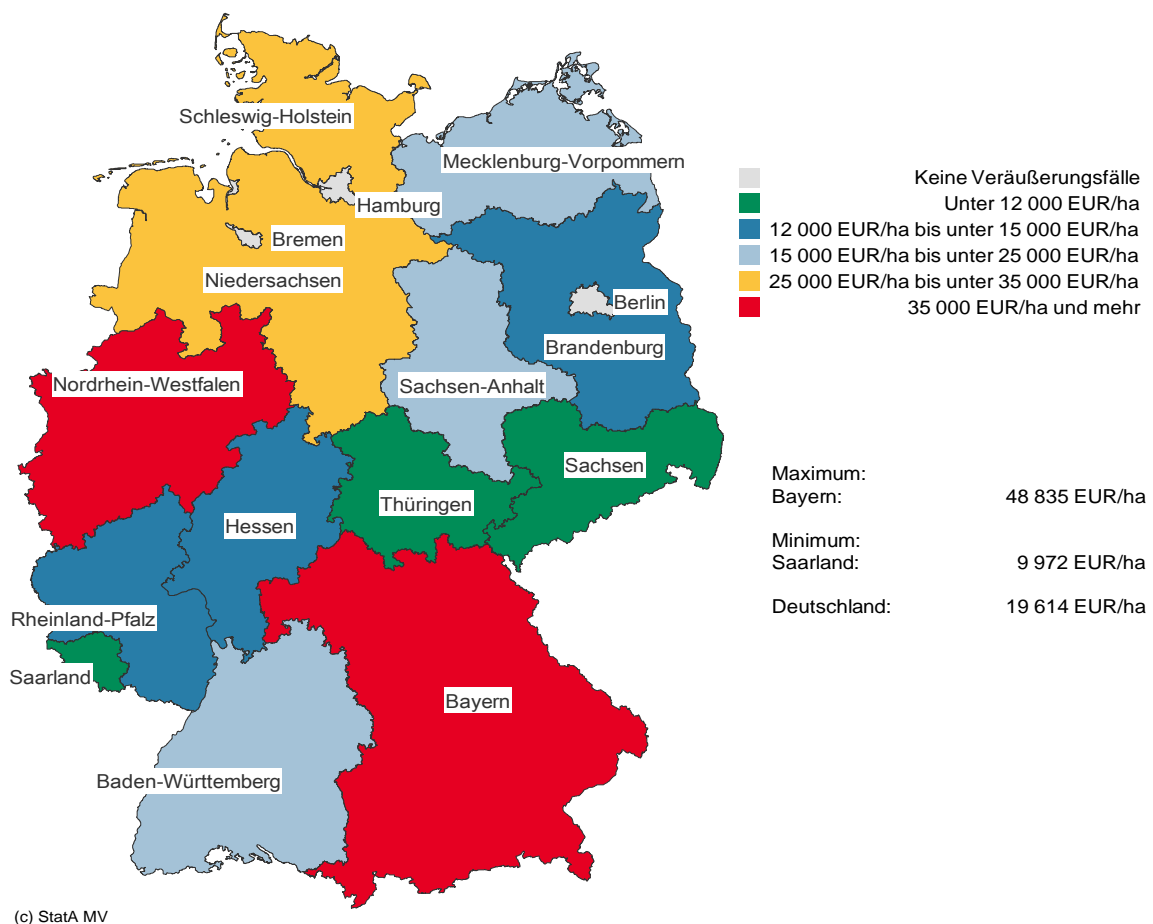 Schleswig-Holstein
Mecklenburg-Vorpommern
Hamburg
Bremen
Niedersachsen
Berlin
Brandenburg
Nordrhein-Westfalen
Sachsen-Anhalt
Sachsen
Thüringen
Hessen
Rheinland-Pfalz
Saarland
Bayern
Baden-Württemberg
Keine Veräußerungsfälle
Unter 12 000 EUR/ha
12 000 EUR/ha bis unter 15 000 EUR/ha
15 000 EUR/ha bis unter 25 000 EUR/ha
25 000 EUR/ha bis unter 35 000 EUR/ha
35 000 EUR/ha und mehr
Maximum:
Bayern: 48 835 EUR/ha
Minimum:
Saarland: 9 972 EUR/ha
Deutschland: 19 614 EUR/ha
(c) StatA MV